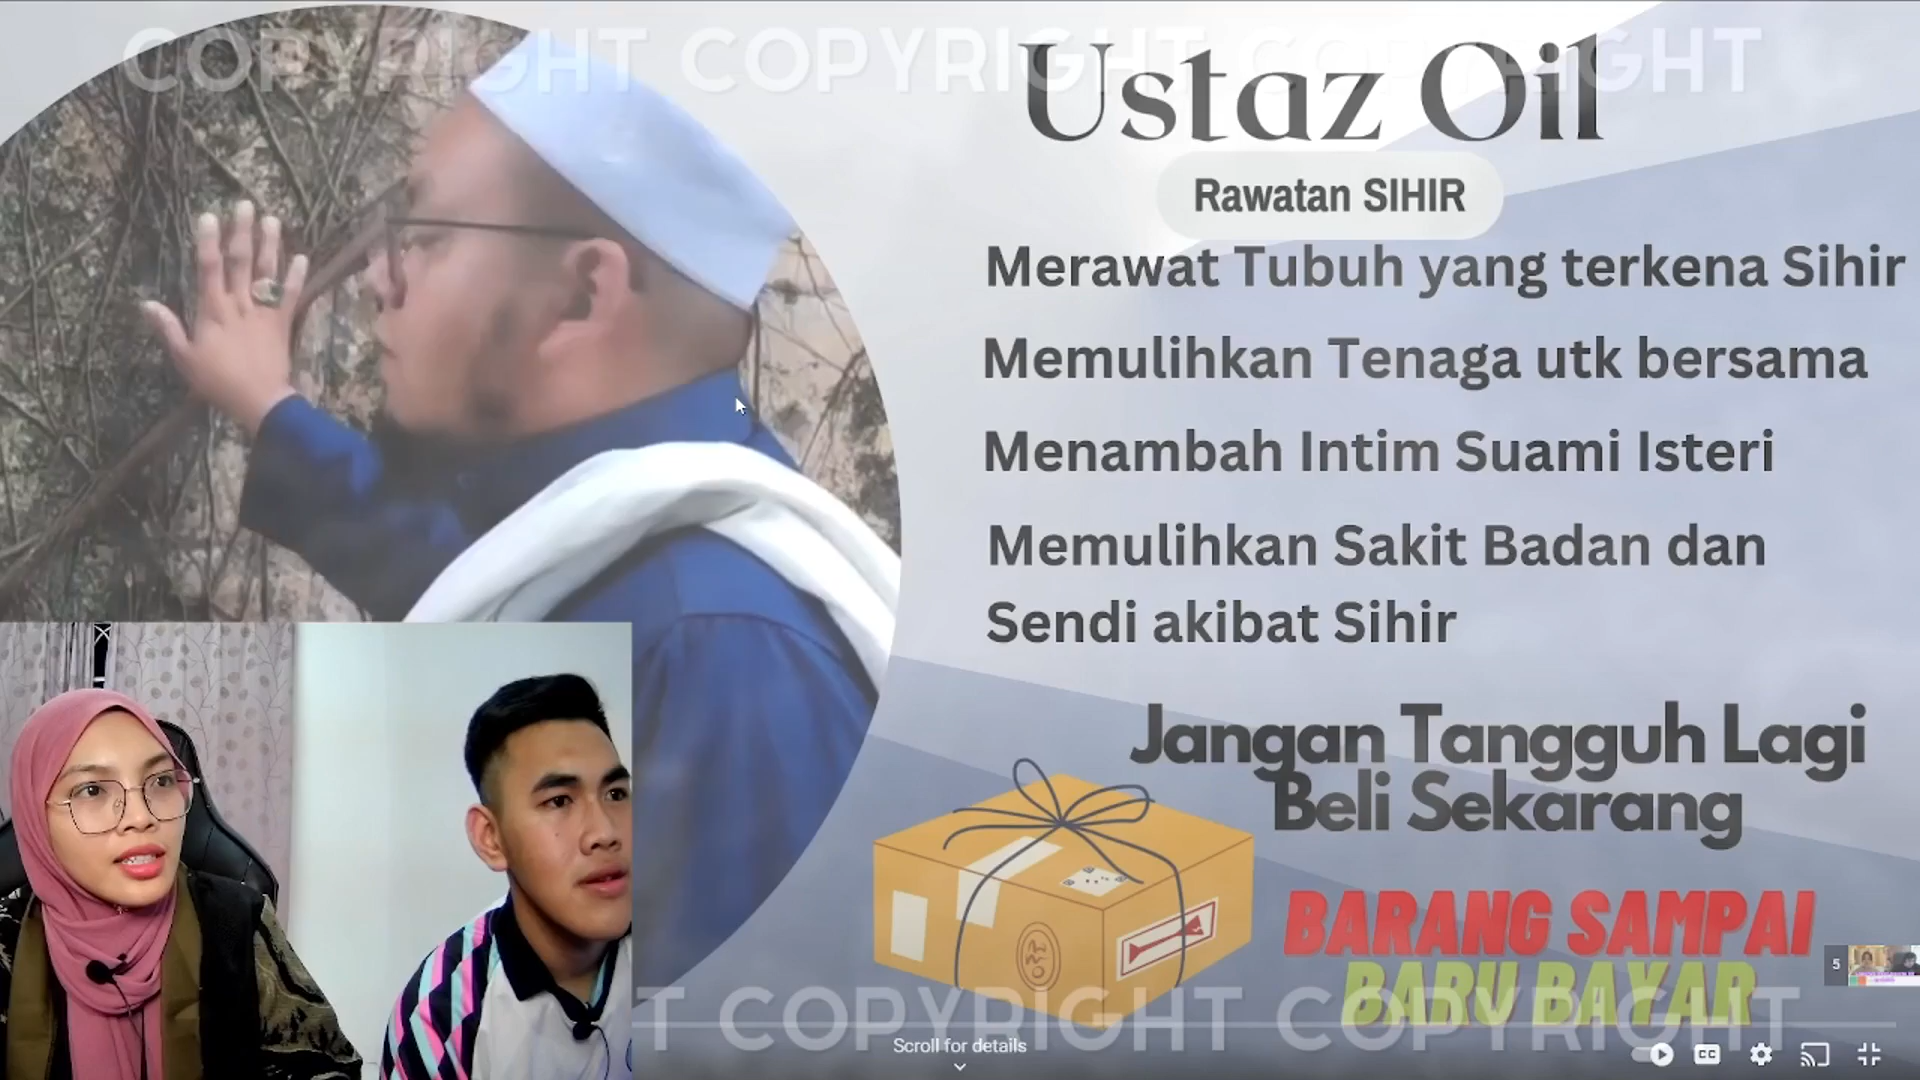 COPYRIGHT COPYRIGHT COPYRIGHT
Ustaz Oil
Rawatan SIHIR
Merawat Tubuh yang terkena Sihir
Memulihkan Tenaga utk bersama
Menambah Intim Suami Isteri
Memulihkan Sakit Badan dan
Sendi akibat Sihir
Jangan Tangguh Lagi
Beli Sekarang
BARANG SAMPAI
BARU BAYAR
5
T COPYRIGHT COPYRIGHT
Scroll for details
CC